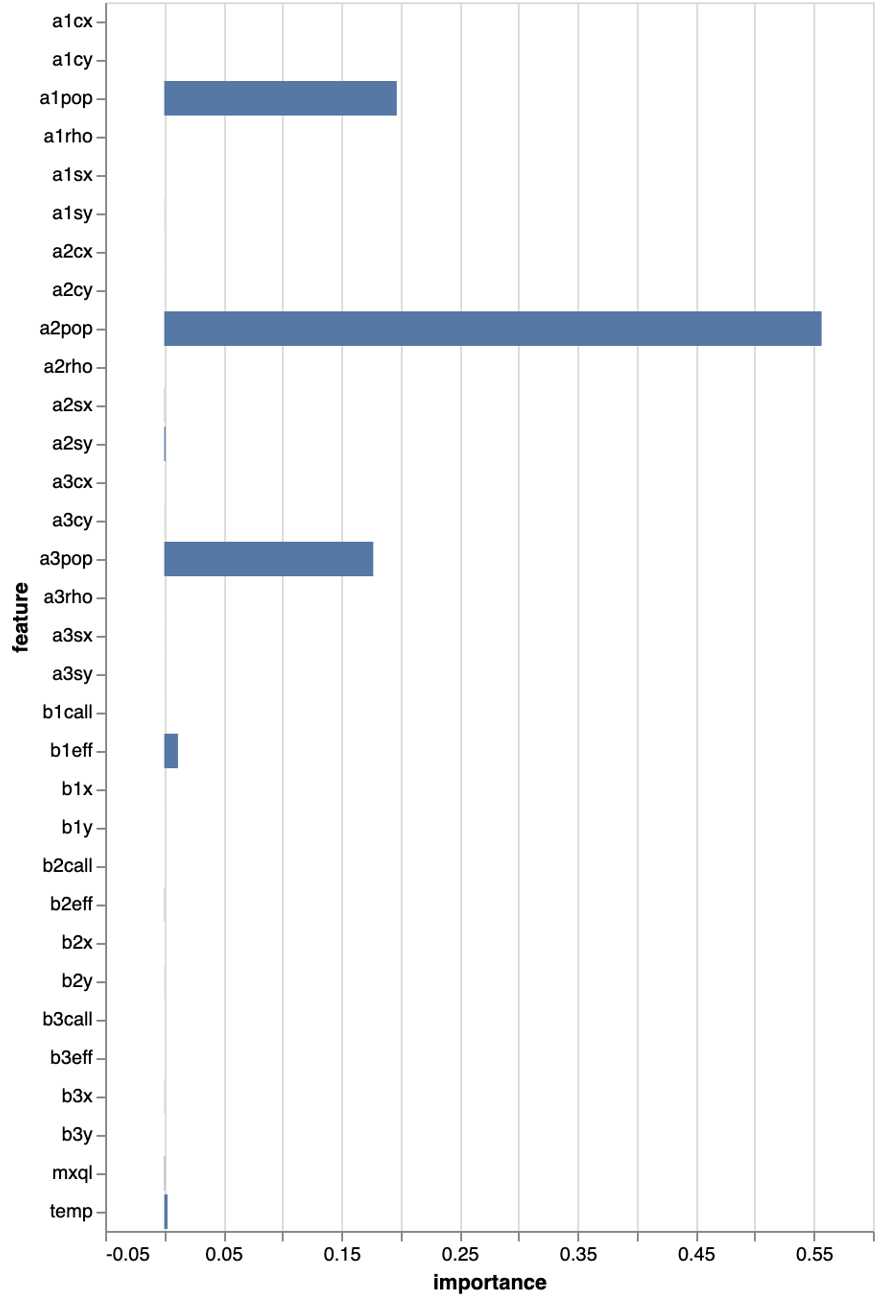 a1cx
a1cy
a1pop
a1rho
a1sx
a1sy
a2cx
a2cy
a2pop
a2rho
a2sx
a2sy
a3cx
a3cy
a3pop
a3rho
a3sx
a3sy
b1call
b1eff
b1x
b1y
b2call
b2eff
b2x
b2y
b3call
b3eff
b3x
b3y
mxql
temp
feature
-0.05 0.05 0.15 0.25 0.35 0.45 0.55
importance